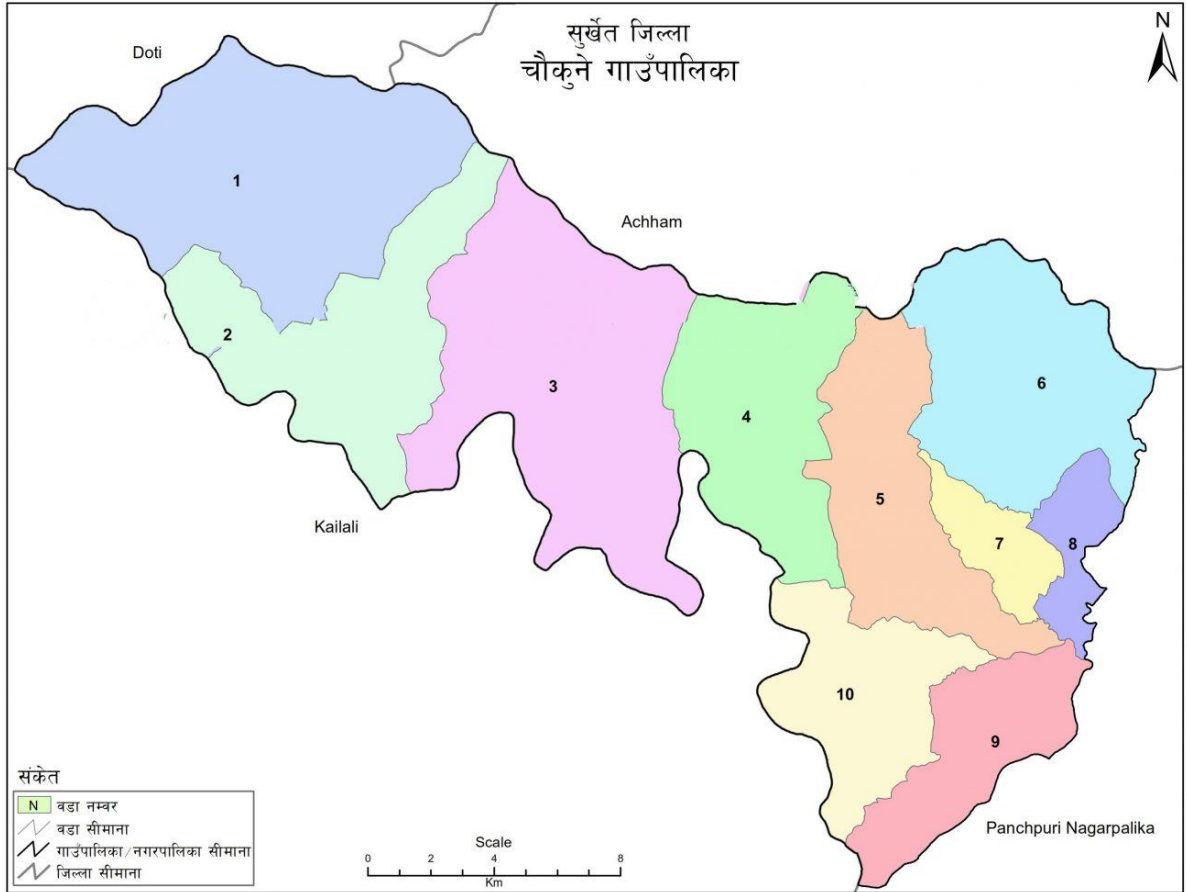 सुर्खेत जिल्ला
चौकुने गाउँपालिका
N
Doti
1
Achham
2
3
4
6
5
7
8
Kailali
10
9
Panchpuri Nagarpalika
संकेत
N वडा नम्बर
वडा सीमाना
गाउँपालिका/नगरपालिका सीमाना
जिल्ला सीमाना
Scale
0 2 4 8
Km